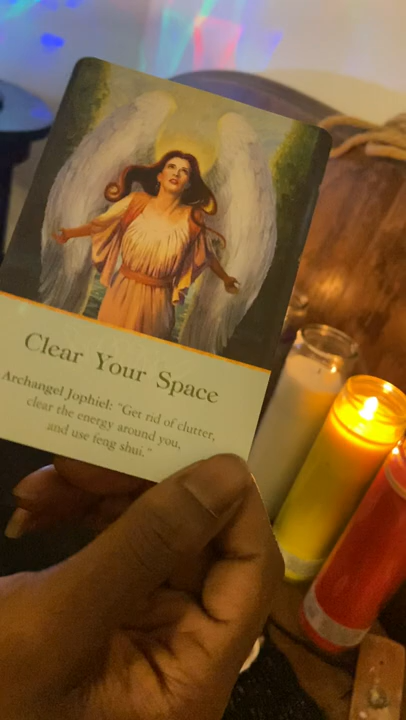 Clear Your Space
Archangel Jophiel: "Get rid of clutter,
clear the energy around you,
and use feng shui."